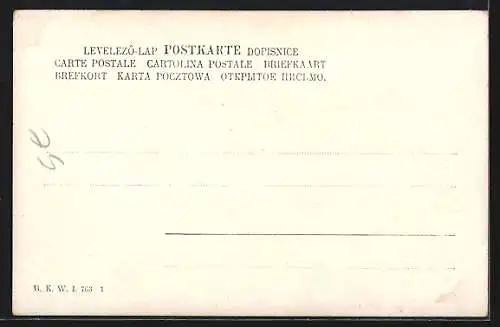 LEVELEZŐ-LAP POSTKARTE DOPISNICE
CARTE POSTALE CARTOLINA POSTALE BRIEFKAART
BREFKORT KARTA POCZTOWA ОТКРЫТОЕ ПИСЬМО.
B. K. W. I. 763 1